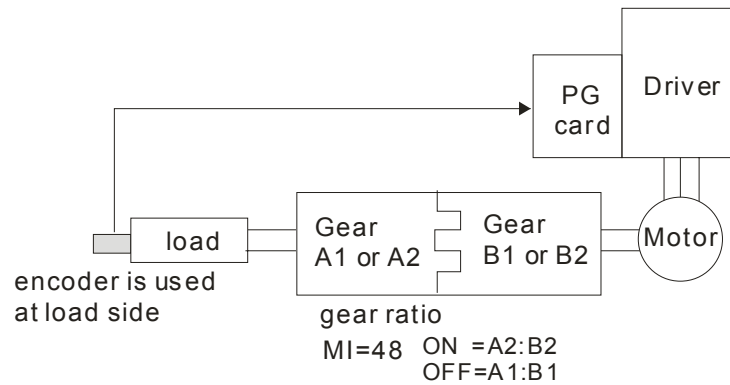 Driver
PG
card
Gear
A1 or A2
Gear
B1 or B2
load
Motor
encoder is used
at load side
gear ratio
MI=48 ON =A2:B2
OFF=A1:B1